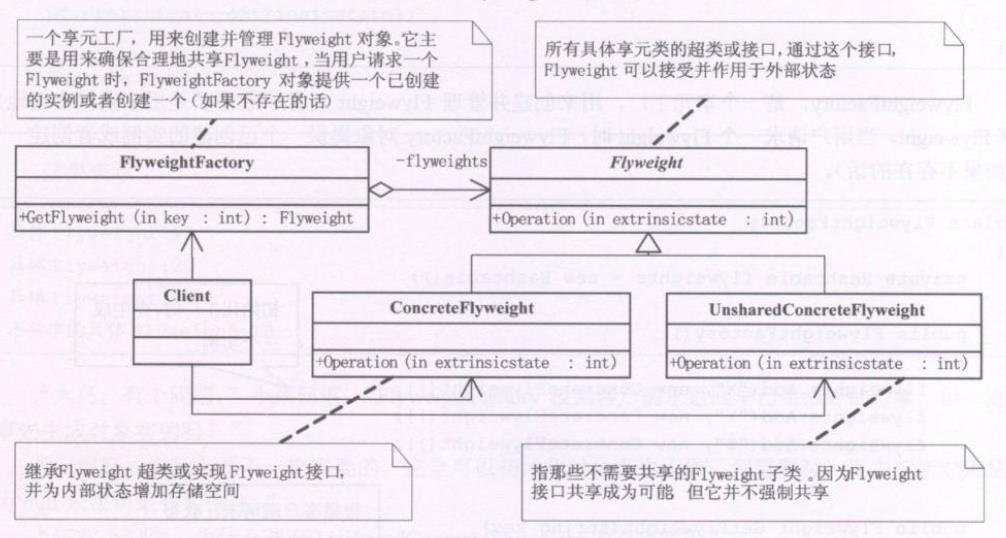 一个享元工厂，用来创建并管理Flyweight 对象。它主
要是用来确保合理地共享Flyweight，当用户请求一个
Flyweight 时，FlyweightFactory 对象提供一个已创建
的实例或者创建一个（如果不存在的话）
所有具体享元类的超类或接口，通过这个接口，
Flyweight 可以接受并作用于外部状态
FlyweightFactory
-flyweights
Flyweight
+GetFlyweight(in key : int) : Flyweight
+Operation(in extrinsicstate : int)
Client
ConcreteFlyweight
UnsharedConcreteFlyweight
+Operation(in extrinsicstate : int)
+Operation(in extrinsicstate : int)
继承Flyweight 超类或实现Flyweight接口，
并为内部状态增加存储空间
指那些不需要共享的Flyweight子类。因为Flyweight
接口共享成为可能 但它并不强制共享